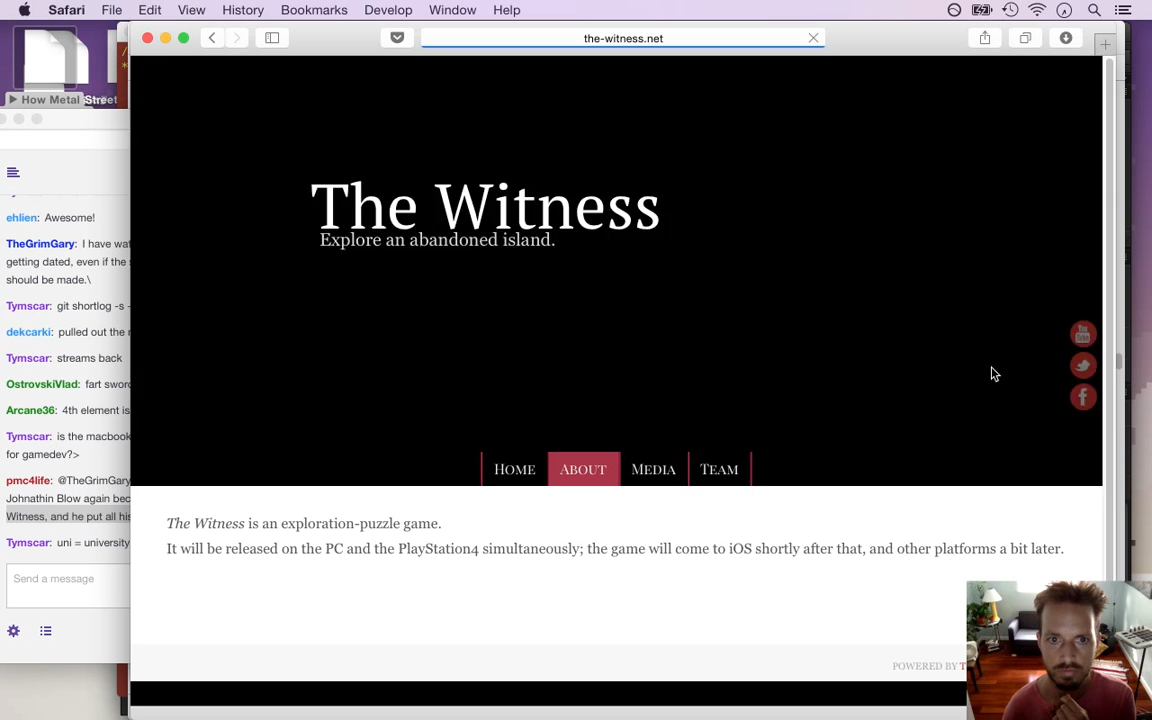 Safari File Edit View History Bookmarks Develop Window Help
the-witness.net
How Metal Street
ehlien: Awesome!
TheGrimGary: I have wat
getting dated, even if the s
should be made.\
Tymscar: git shortlog -s -
dekcarki: pulled out the
Tymscar: streams back
OstrovskiVlad: fart sword
Arcane36: 4th element is
Tymscar: is the macbook
for gamedev?>
pmc4life: @TheGrimGary
Johnathin Blow again bec
Witness, and he put all his
Tymscar: uni = university
Send a message
The Witness
Explore an abandoned island.
Home About Media Team
The Witness is an exploration-puzzle game.
It will be released on the PC and the PlayStation4 simultaneously; the game will come to iOS shortly after that, and other platforms a bit later.
POWERED BY T